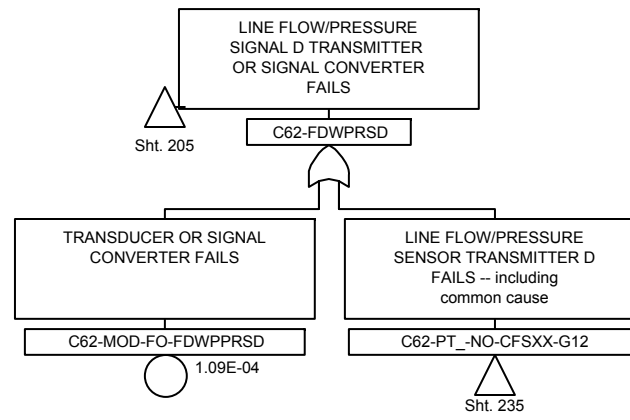 LINE FLOW/PRESSURE
SIGNAL D TRANSMITTER
OR SIGNAL CONVERTER
FAILS
Sht. 205
C62-FDWPRSD
TRANSDUCER OR SIGNAL
CONVERTER FAILS
C62-MOD-FO-FDWPPRSD
1.09E-04
LINE FLOW/PRESSURE
SENSOR TRANSMITTER D
FAILS -- including
common cause
C62-PT_-NO-CFSXX-G12
Sht. 235